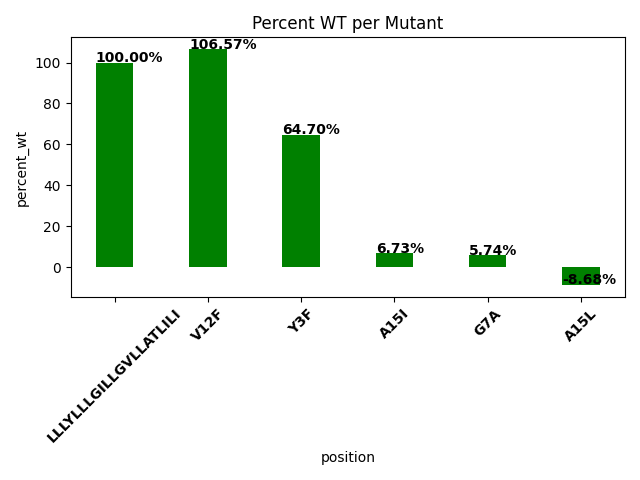 Percent WT per Mutant
percent_wt
100
80
60
40
20
0
100.00%
106.57%
64.70%
6.73%
5.74%
-8.68%
LLLYLLLGILLGVLLATLILI
V12F
Y3F
A15I
G7A
A15L
position